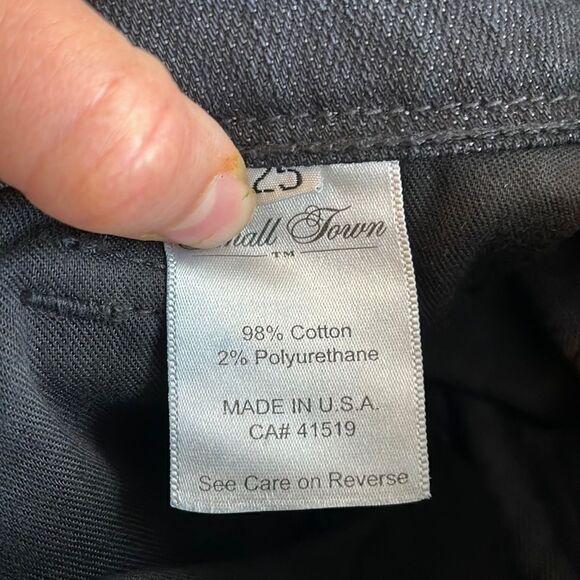 25
Small Town
TM
98% Cotton
2% Polyurethane
MADE IN U.S.A.
CA# 41519
See Care on Reverse